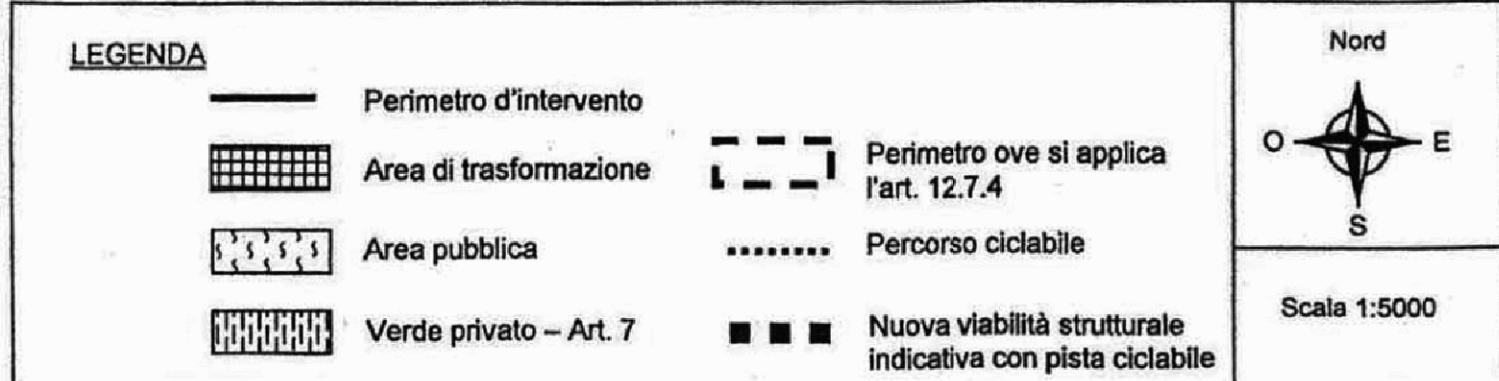 LEGENDA
Perimetro d'intervento
Area di trasformazione
Area pubblica
Verde privato – Art. 7
Perimetro ove si applica
l'art. 12.7.4
Percorso ciclabile
Nuova viabilità strutturale
indicativa con pista ciclabile
Nord
O
E
S
Scala 1:5000